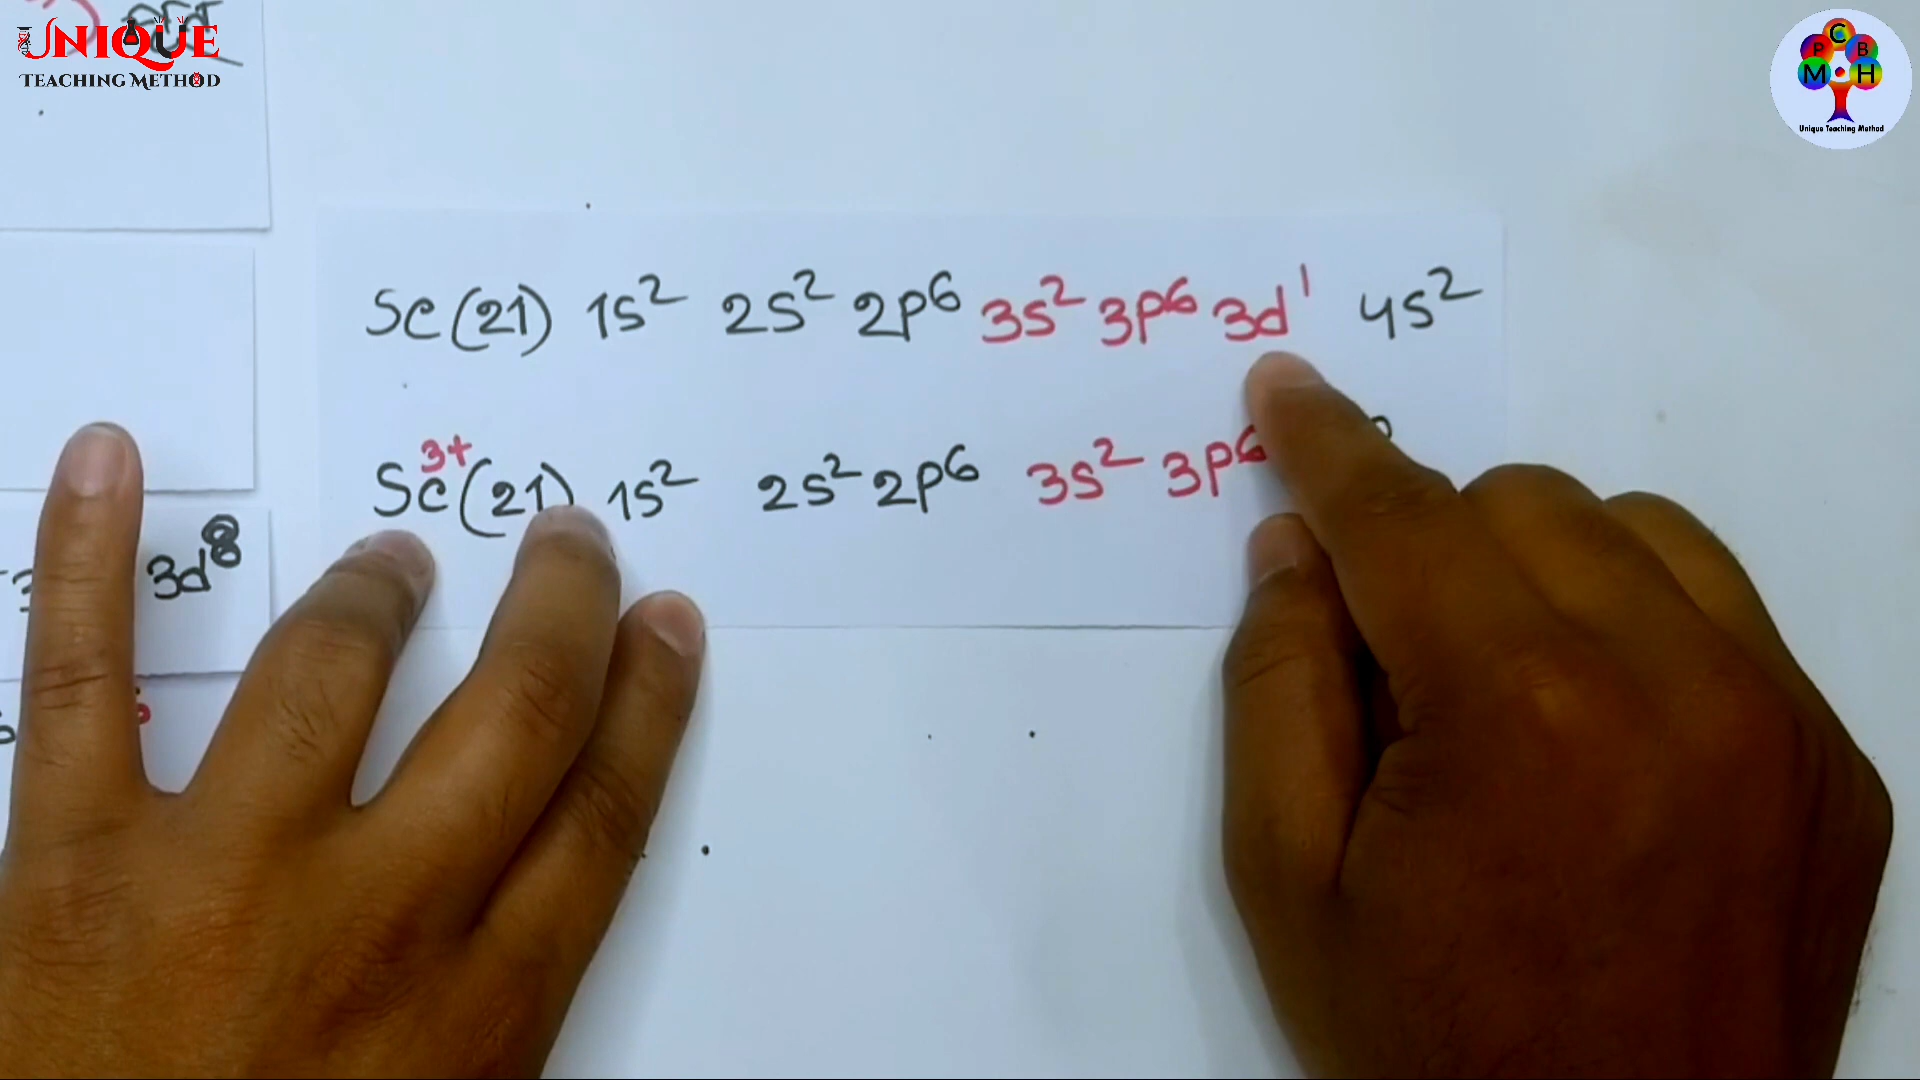 UNIQUE
TEACHING METHOD
P C B
M H
Unique Teaching Method
Sc (21) 1s² 2s² 2p⁶ 3s² 3p⁶ 3d¹ 4s²
Sc³⁺ (21) 1s² 2s² 2p⁶ 3s² 3p⁶
3d⁸